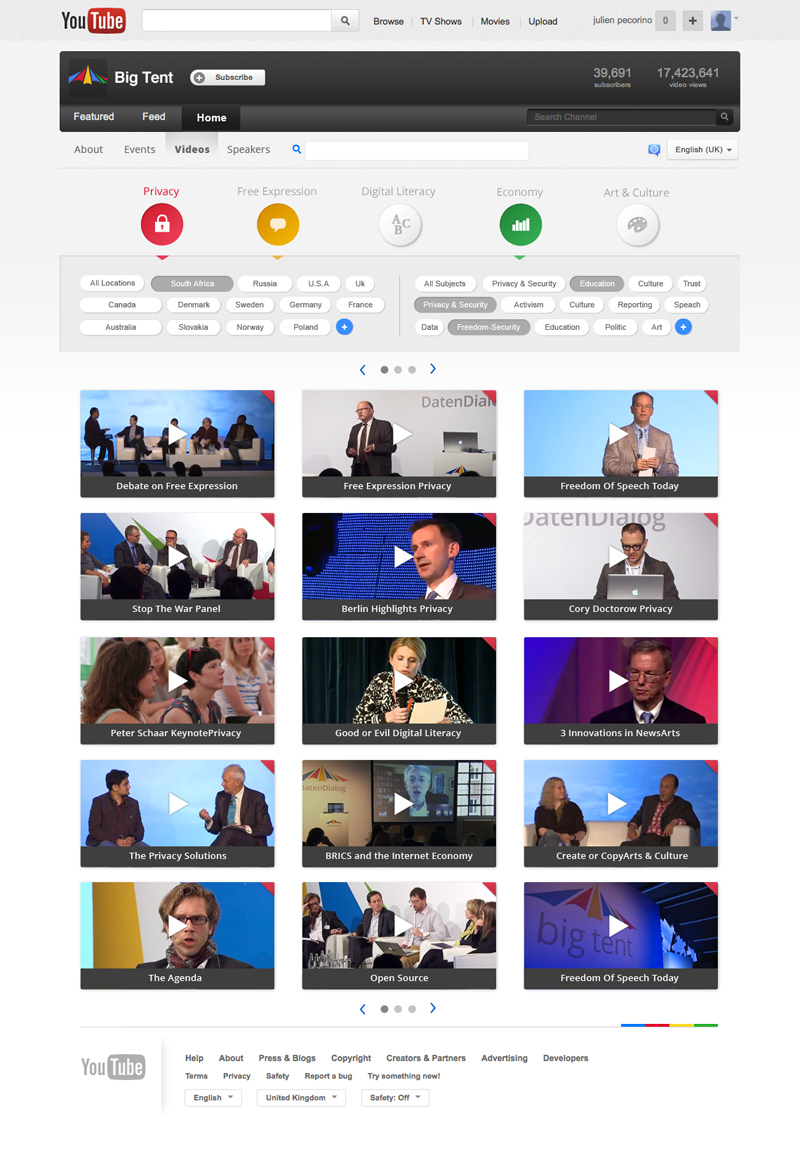 YouTube Browse TV Shows Movies Upload julien pecorino 0
Big Tent Subscribe 39,691 17,423,641
subscribers video views
Featured Feed Home Search Channel
About Events Videos Speakers English (UK)
Privacy Free Expression Digital Literacy Economy Art & Culture
A B C
All Locations South Africa Russia U.S.A Uk All Subjects Privacy & Security Education Culture Trust
Canada Denmark Sweden Germany France Privacy & Security Activism Culture Reporting Speach
Australia Slovakia Norway Poland Data Freedom-Security Education Politic Art
DatenDialo
Debate on Free Expression Free Expression Privacy Freedom Of Speech Today
DatenDialog
Stop The War Panel Berlin Highlights Privacy Cory Doctorow Privacy
Peter Schaar KeynotePrivacy Good or Evil Digital Literacy 3 Innovations in NewsArts
DatenDialog
The Privacy Solutions BRICS and the Internet Economy Create or CopyArts & Culture
big tent
The Agenda Open Source Freedom Of Speech Today
YouTube Help About Press & Blogs Copyright Creators & Partners Advertising Developers
Terms Privacy Safety Report a bug Try something new!
English United Kingdom Safety: Off